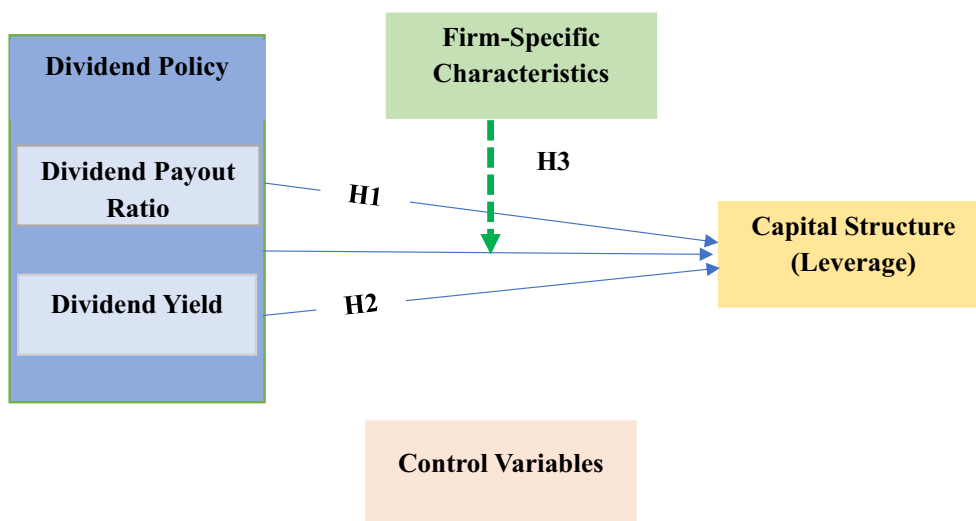 Dividend Policy
Dividend Payout
Ratio
Dividend Yield
Firm-Specific
Characteristics
H1
H2
H3
Capital Structure
(Leverage)
Control Variables